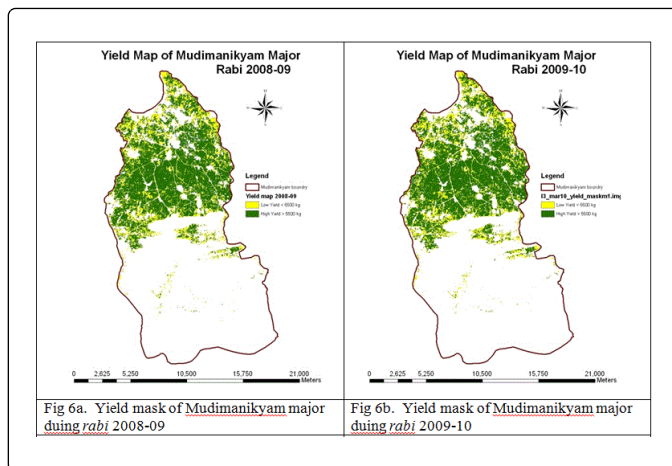 Yield Map of Mudimanikyam Major
Rabi 2008-09
Legend
Mudimanikyam boundry
Yield map 2008-09
Low Yield < 5500 kg
High Yield > 5500 kg
0 2,625 5,250 10,500 15,750 21,000
Meters
Fig 6a. Yield mask of Mudimanikyam major
duing rabi 2008-09
Yield Map of Mudimanikyam Major
Rabi 2009-10
Legend
Mudimanikyam boundry
l3_mar10_yield_maskm1.img
Low Yield < 5500 kg
High Yield > 5500 kg
0 2,625 5,250 10,500 15,750 21,000
Meters
Fig 6b. Yield mask of Mudimanikyam major
duing rabi 2009-10